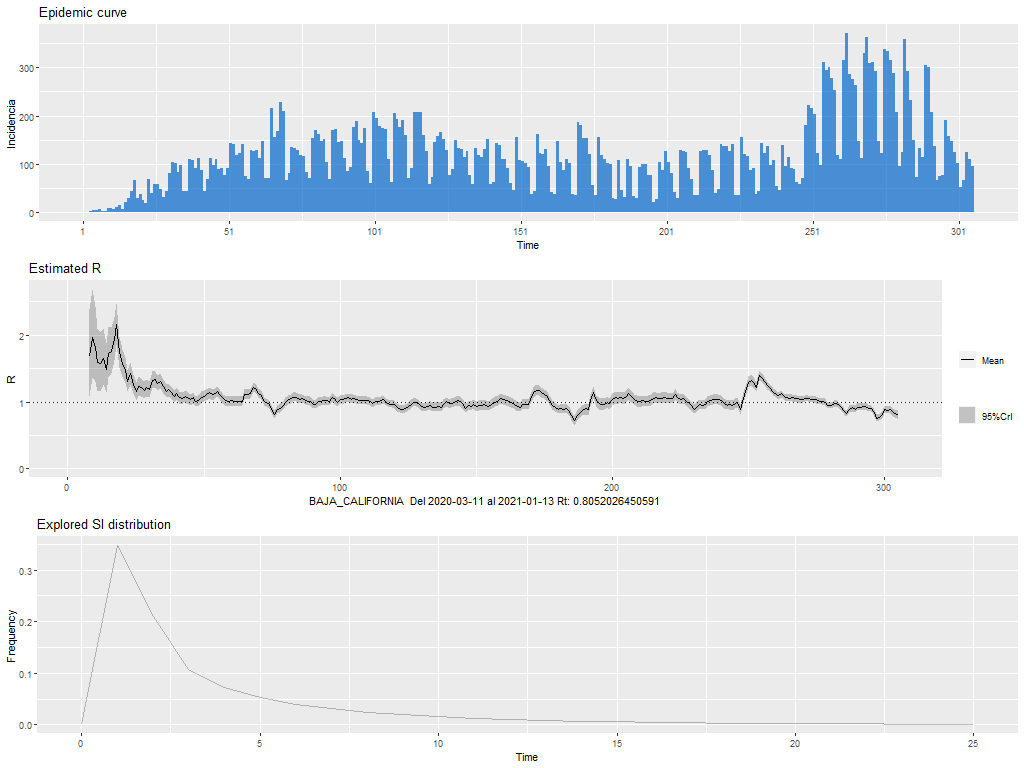 Epidemic curve
Incidencia
300
200
100
0
1
51
101
151
201
251
301
Time
Estimated R
R
2
1
0
0
100
200
300
Mean
95%CrI
BAJA_CALIFORNIA Del 2020-03-11 al 2021-01-13 Rt: 0.8052026450591
Explored SI distribution
Frequency
0.3
0.2
0.1
0.0
0
5
10
15
20
25
Time